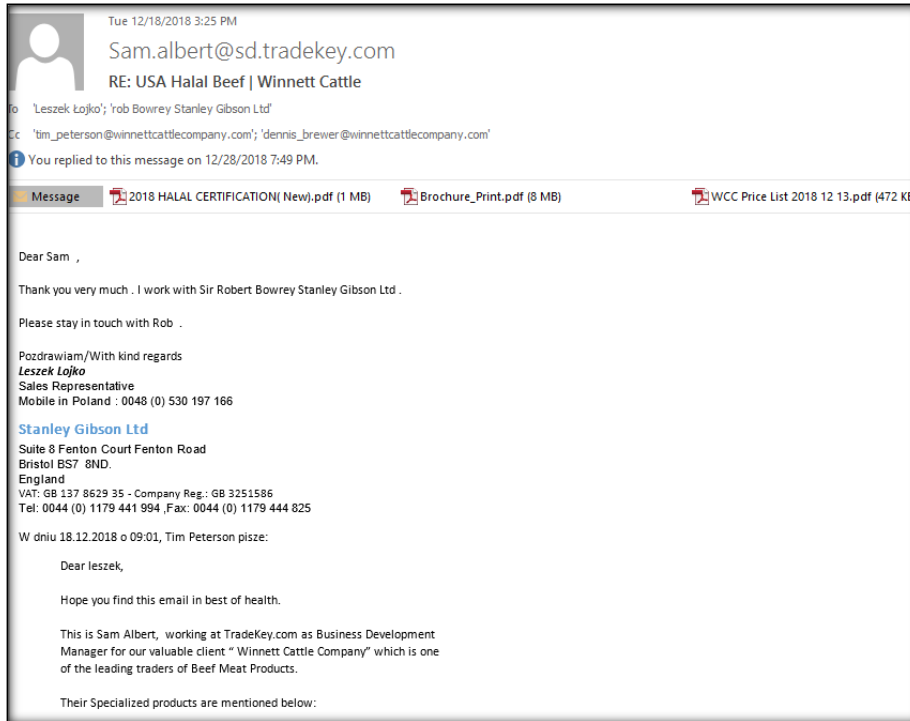 Tue 12/18/2018 3:25 PM
Sam.albert@sd.tradekey.com
RE: USA Halal Beef | Winnett Cattle
To 'Leszek Łojko'; 'rob Bowrey Stanley Gibson Ltd'
Cc 'tim_peterson@winnettcattlecompany.com'; 'dennis_brewer@winnettcattlecompany.com'
You replied to this message on 12/28/2018 7:49 PM.
Message 2018 HALAL CERTIFICATION( New).pdf (1 MB) Brochure_Print.pdf (8 MB) WCC Price List 2018 12 13.pdf (472 KB
Dear Sam ,
Thank you very much . I work with Sir Robert Bowrey Stanley Gibson Ltd .
Please stay in touch with Rob .
Pozdrawiam/With kind regards
Leszek Lojko
Sales Representative
Mobile in Poland : 0048 (0) 530 197 166
Stanley Gibson Ltd
Suite 8 Fenton Court Fenton Road
Bristol BS7 8ND.
England
VAT: GB 137 8629 35 - Company Reg.: GB 3251586
Tel: 0044 (0) 1179 441 994 ,Fax: 0044 (0) 1179 444 825
W dniu 18.12.2018 o 09:01, Tim Peterson pisze:
Dear leszek,
Hope you find this email in best of health.
This is Sam Albert, working at TradeKey.com as Business Development
Manager for our valuable client “ Winnett Cattle Company” which is one
of the leading traders of Beef Meat Products.
Their Specialized products are mentioned below: